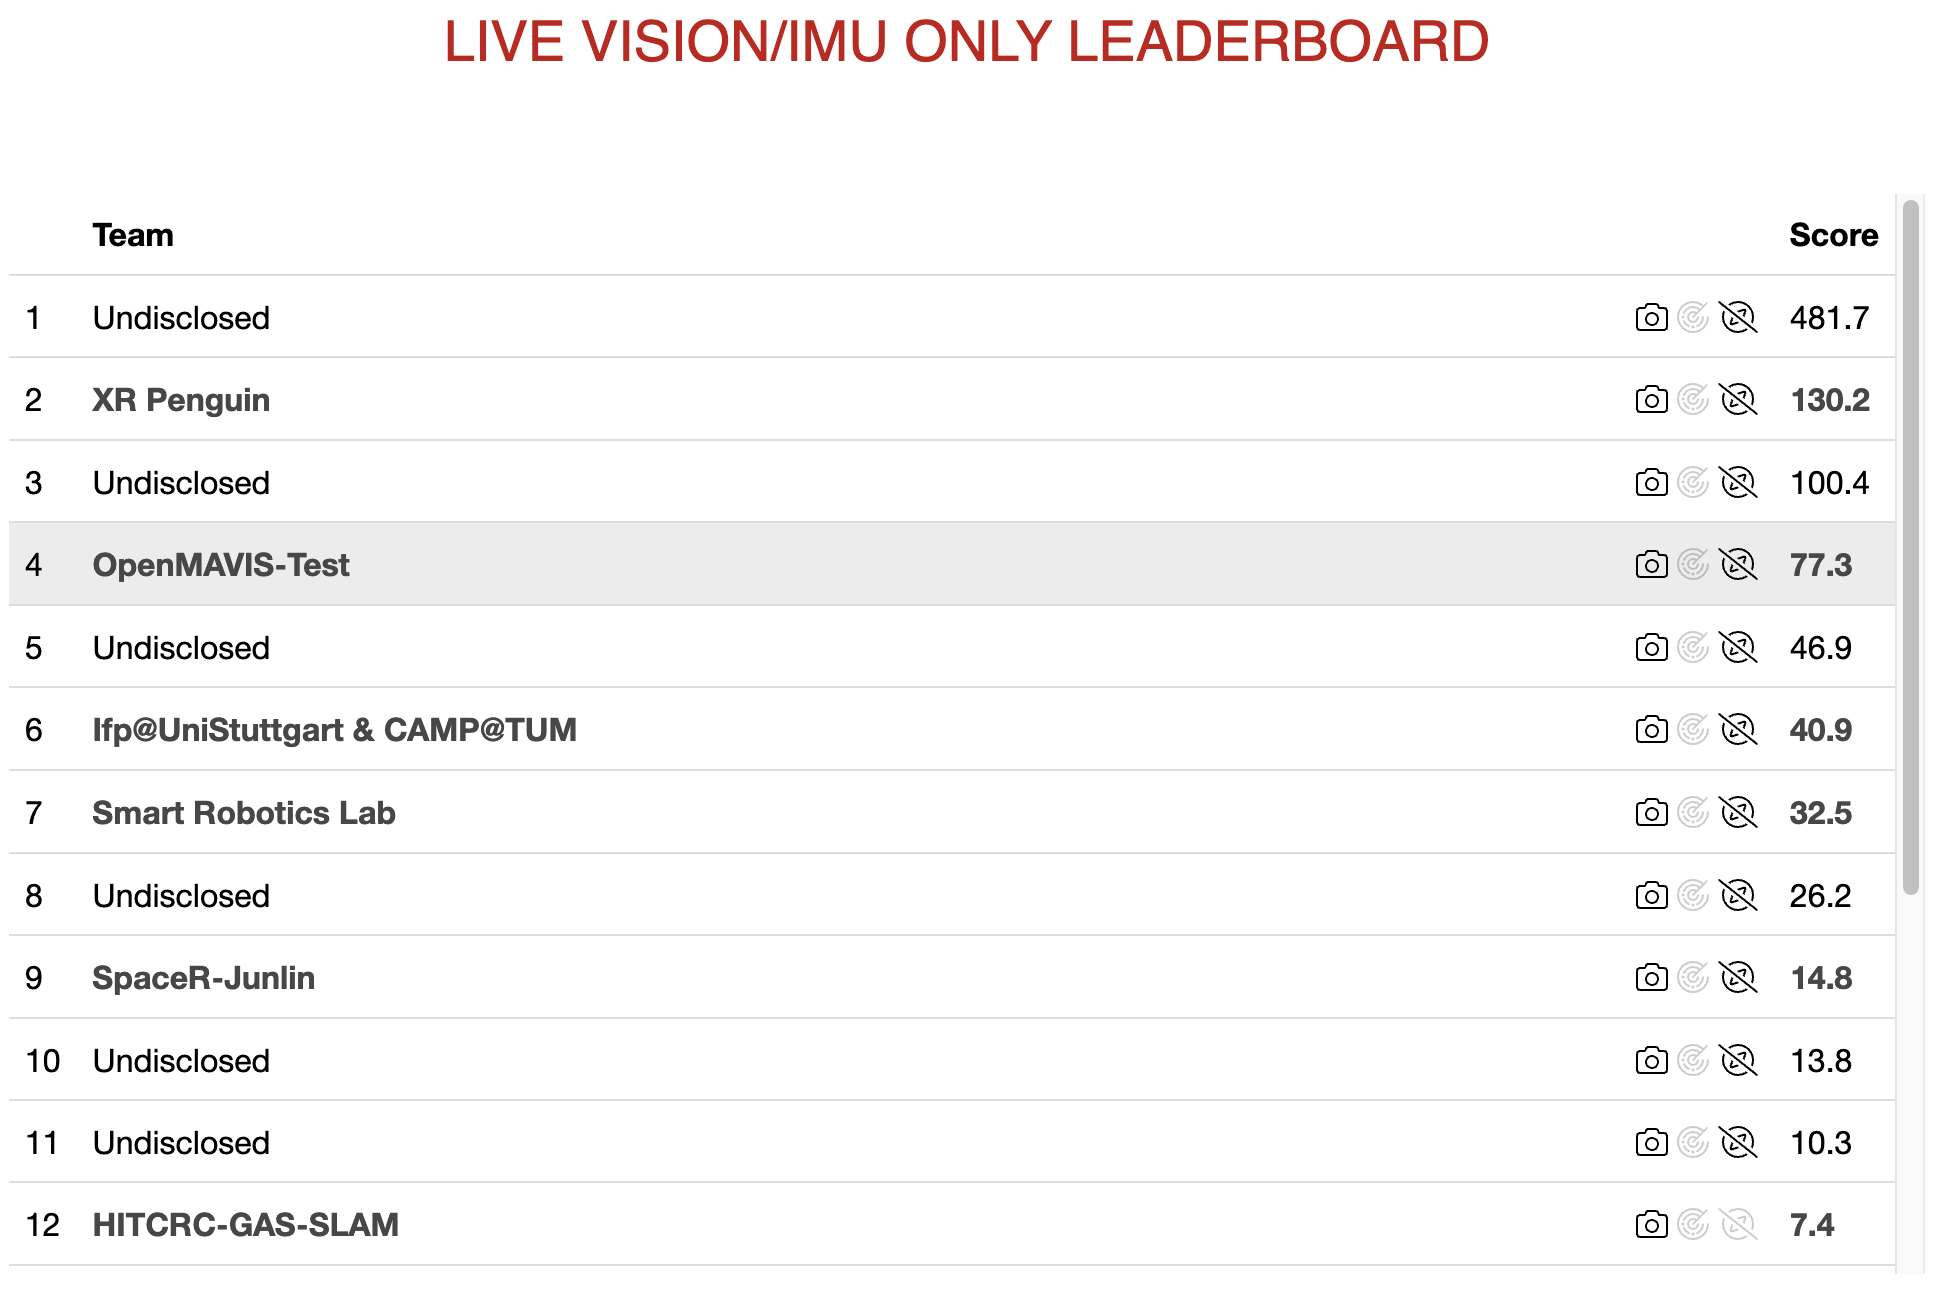 LIVE VISION/IMU ONLY LEADERBOARD
Team Score
1 Undisclosed 481.7
2 XR Penguin 130.2
3 Undisclosed 100.4
4 OpenMAVIS-Test 77.3
5 Undisclosed 46.9
6 Ifp@UniStuttgart & CAMP@TUM 40.9
7 Smart Robotics Lab 32.5
8 Undisclosed 26.2
9 SpaceR-Junlin 14.8
10 Undisclosed 13.8
11 Undisclosed 10.3
12 HITCRC-GAS-SLAM 7.4